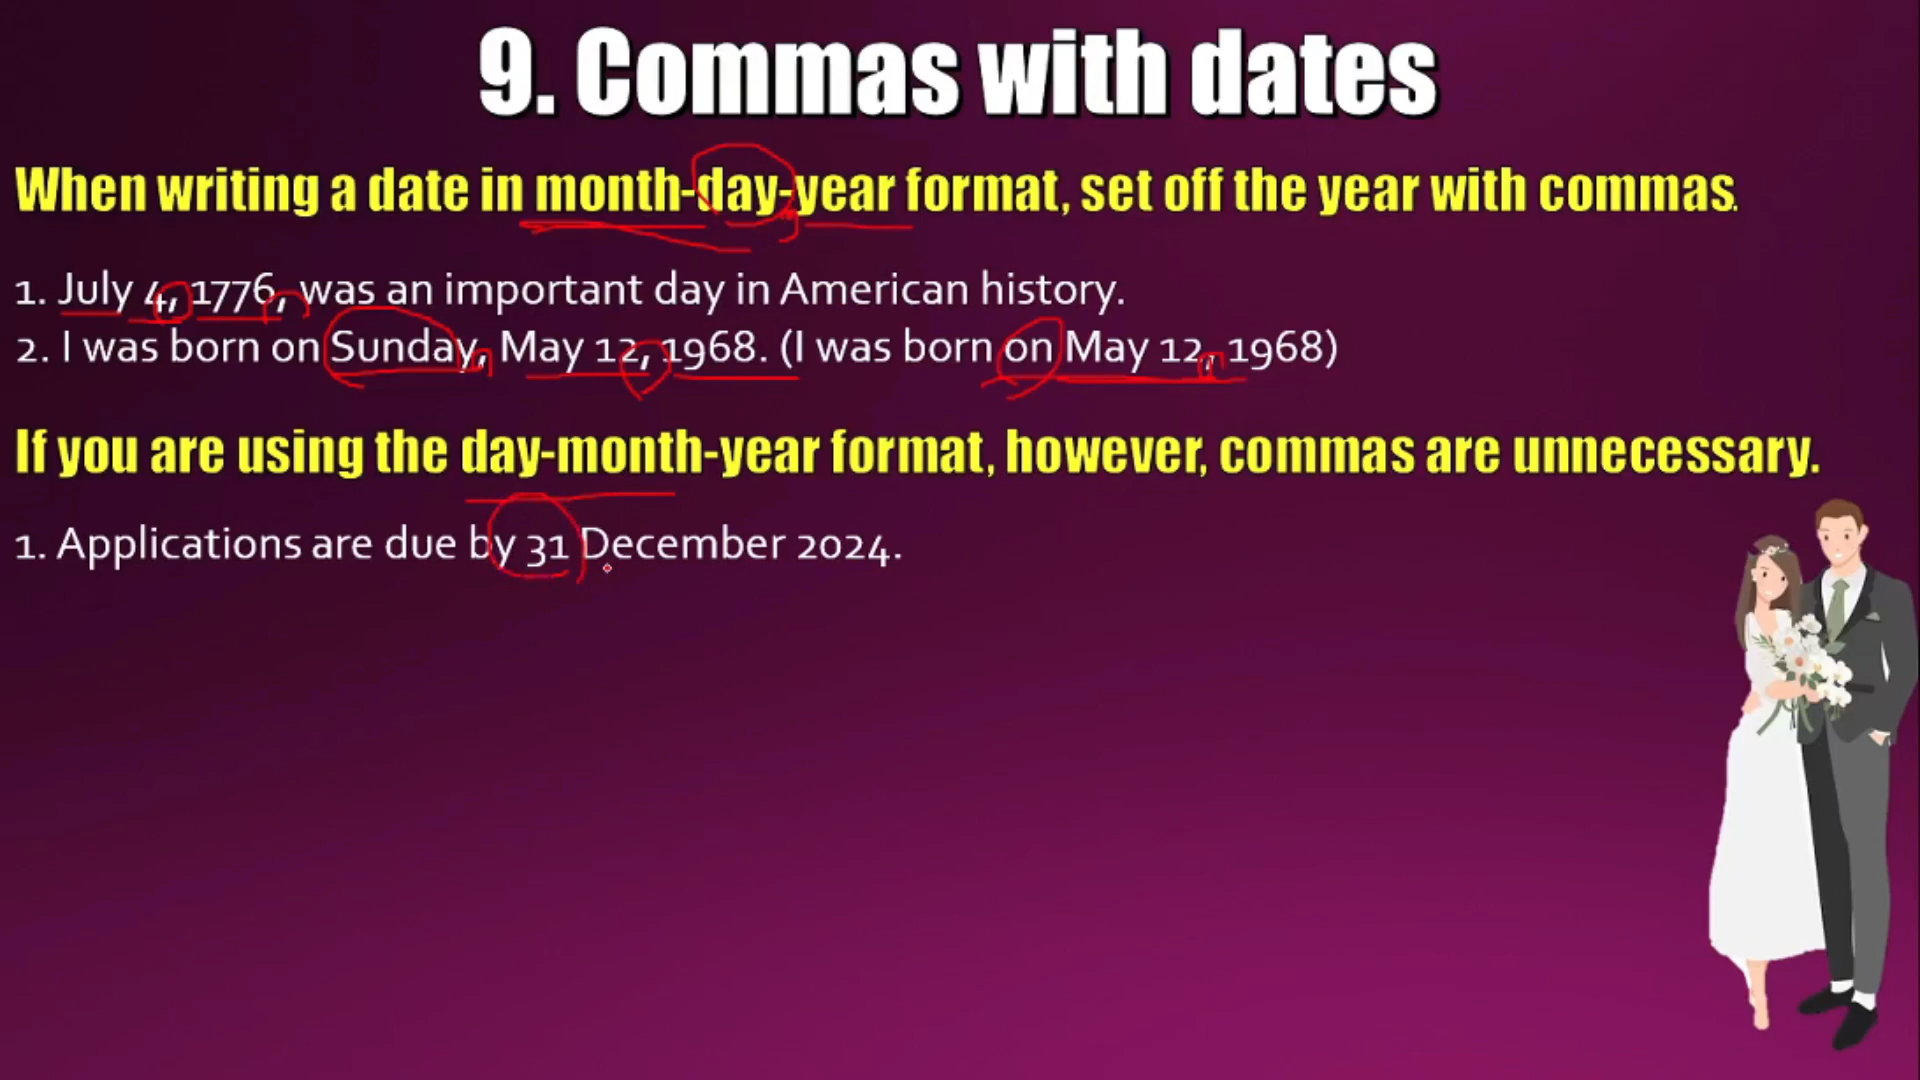 9. Commas with dates
When writing a date in month-day-year format, set off the year with commas.
1. July 4, 1776, was an important day in American history.
2. I was born on Sunday, May 12, 1968. (I was born on May 12, 1968)
If you are using the day-month-year format, however, commas are unnecessary.
1. Applications are due by 31 December 2024.